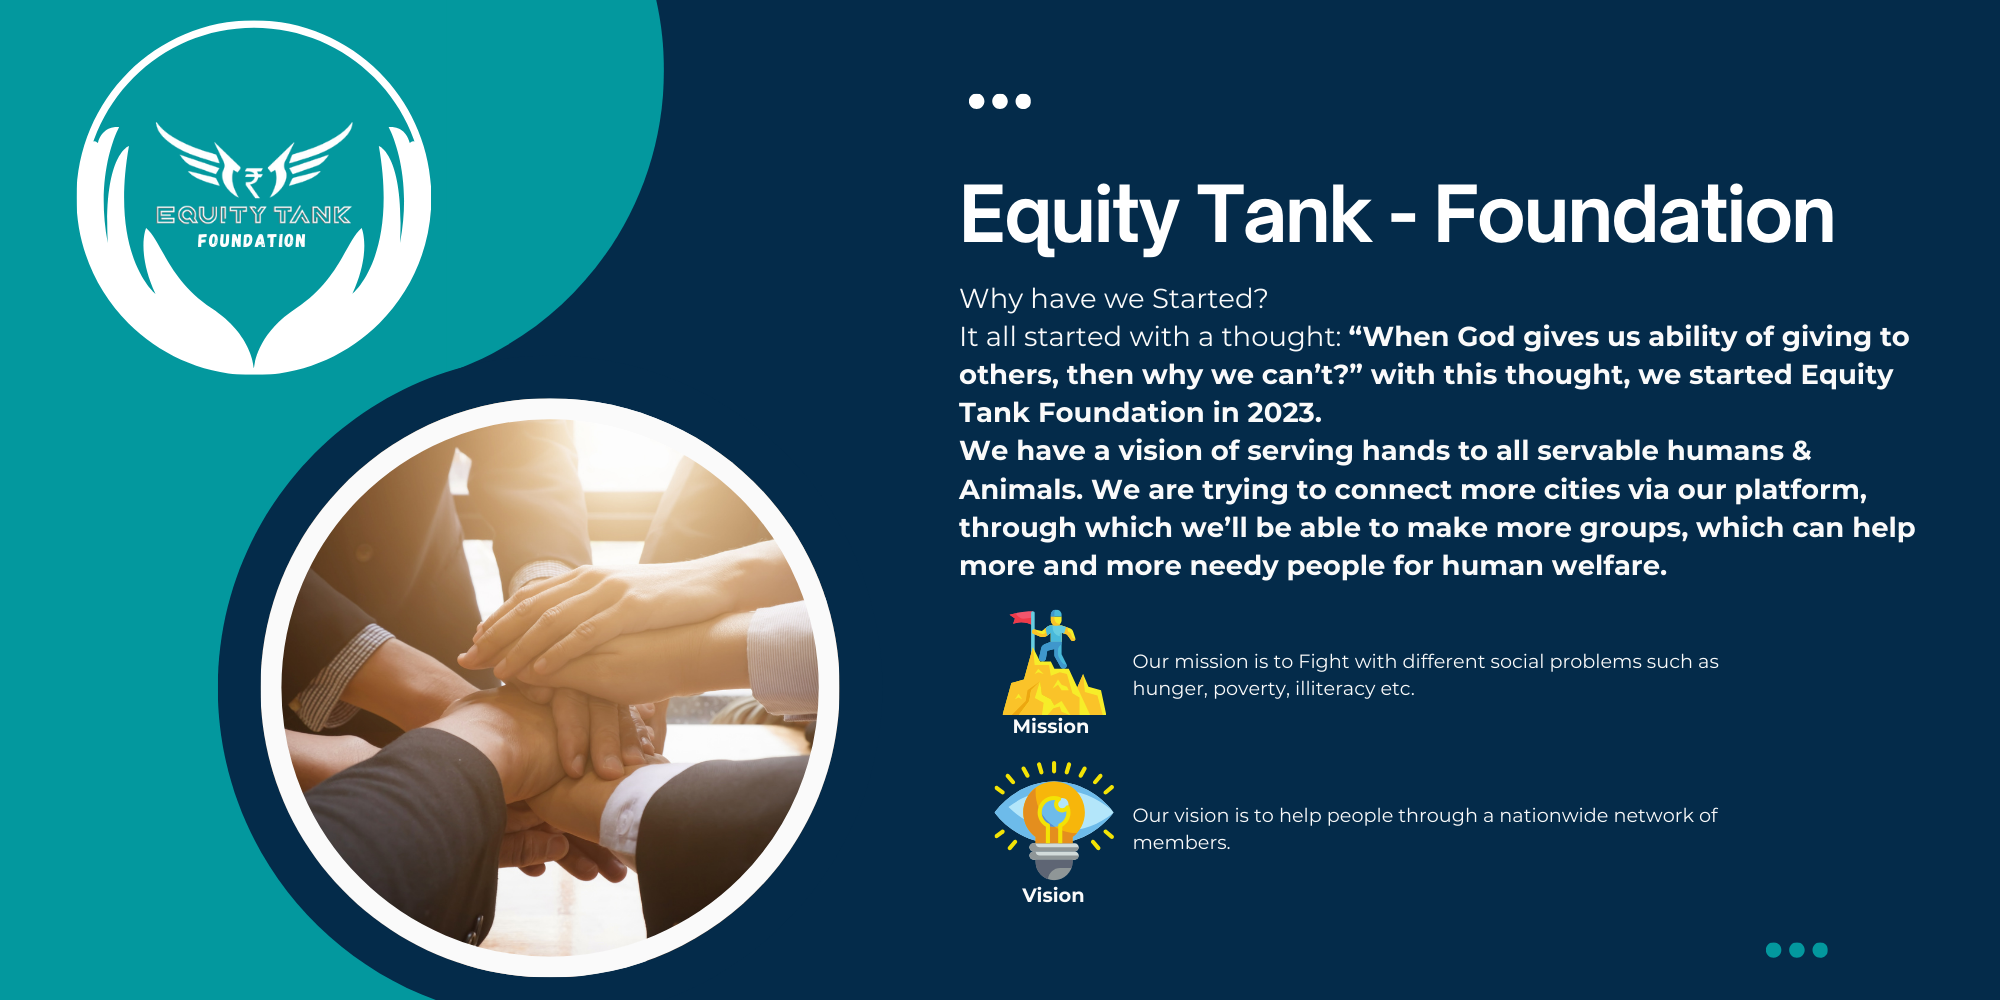 ₹
EQUITY TANK
FOUNDATION
Equity Tank - Foundation
Why have we Started?
It all started with a thought: “When God gives us ability of giving to
others, then why we can’t?” with this thought, we started Equity
Tank Foundation in 2023.
We have a vision of serving hands to all servable humans &
Animals. We are trying to connect more cities via our platform,
through which we’ll be able to make more groups, which can help
more and more needy people for human welfare.
Our mission is to Fight with different social problems such as
hunger, poverty, illiteracy etc.
Mission
Our vision is to help people through a nationwide network of
members.
Vision